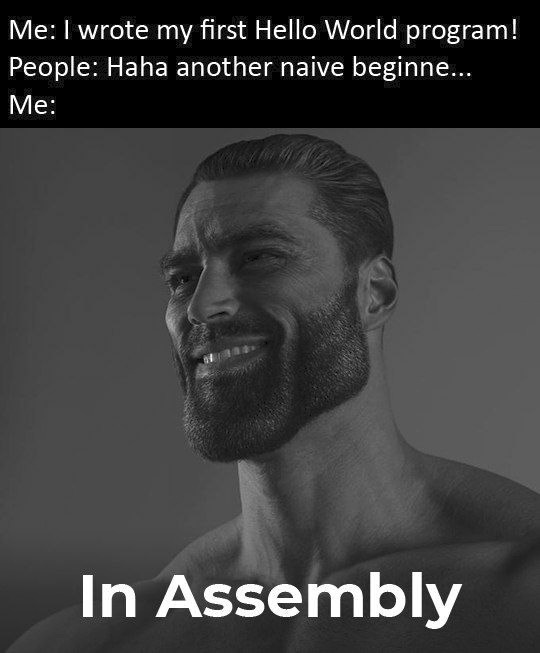 Me: I wrote my first Hello World program!
People: Haha another naive beginne...
Me:
In Assembly